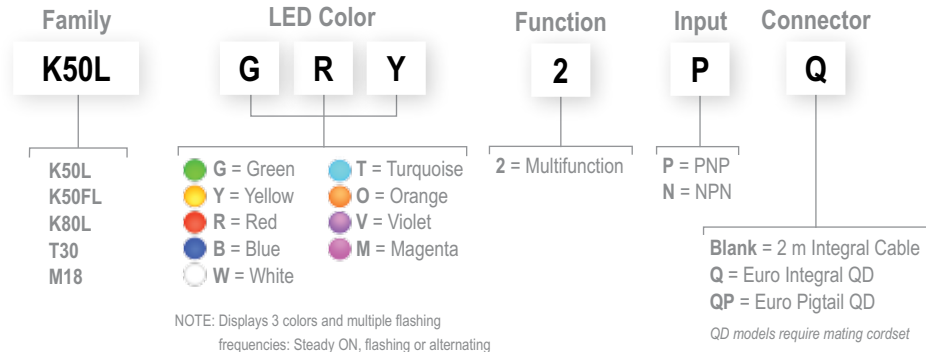 Family
LED Color
Function
Input
Connector
K50L
G
R
Y
2
P
Q
K50L
K50FL
K80L
T30
M18
G = Green
Y = Yellow
R = Red
B = Blue
W = White
T = Turquoise
O = Orange
V = Violet
M = Magenta
NOTE: Displays 3 colors and multiple flashing
frequencies: Steady ON, flashing or alternating
2 = Multifunction
P = PNP
N = NPN
Blank = 2 m Integral Cable
Q = Euro Integral QD
QP = Euro Pigtail QD
QD models require mating cordset